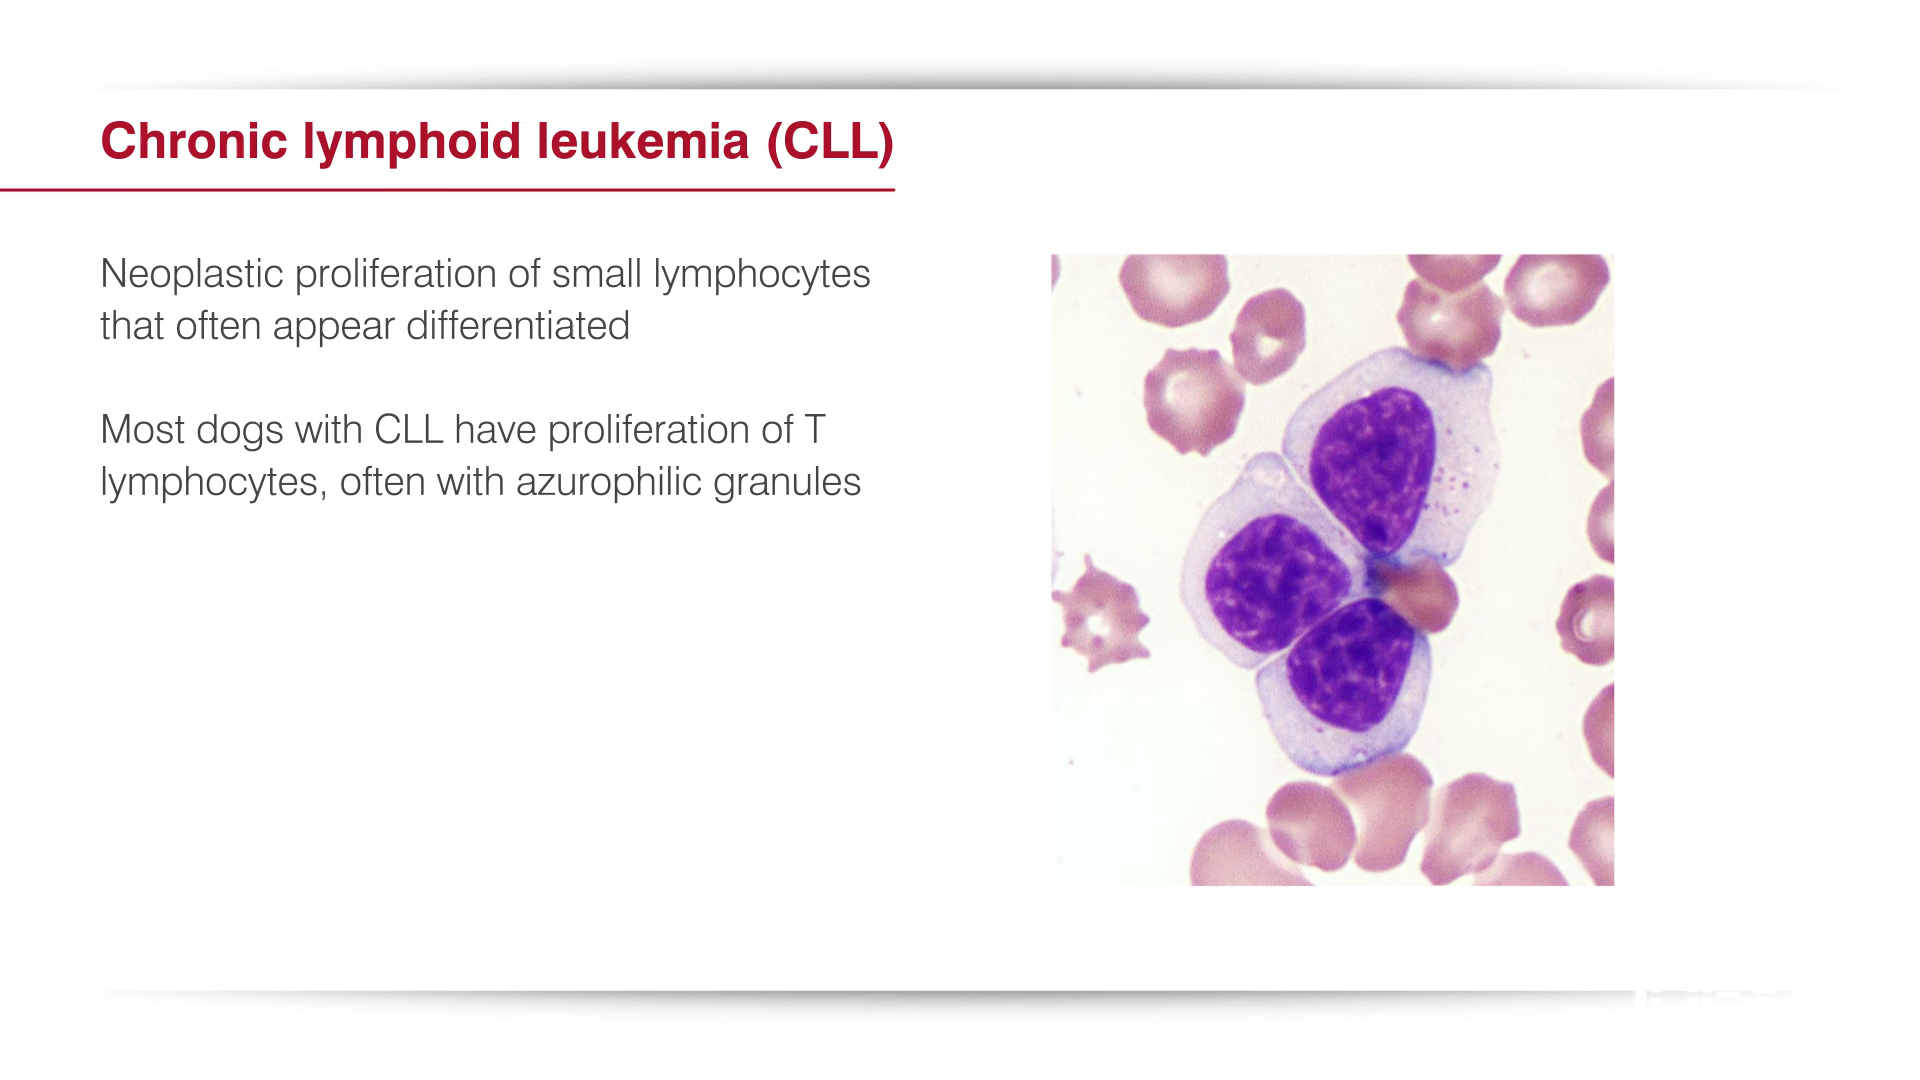 Chronic lymphoid leukemia (CLL)
Neoplastic proliferation of small lymphocytes
that often appear differentiated
Most dogs with CLL have proliferation of T
lymphocytes, often with azurophilic granules